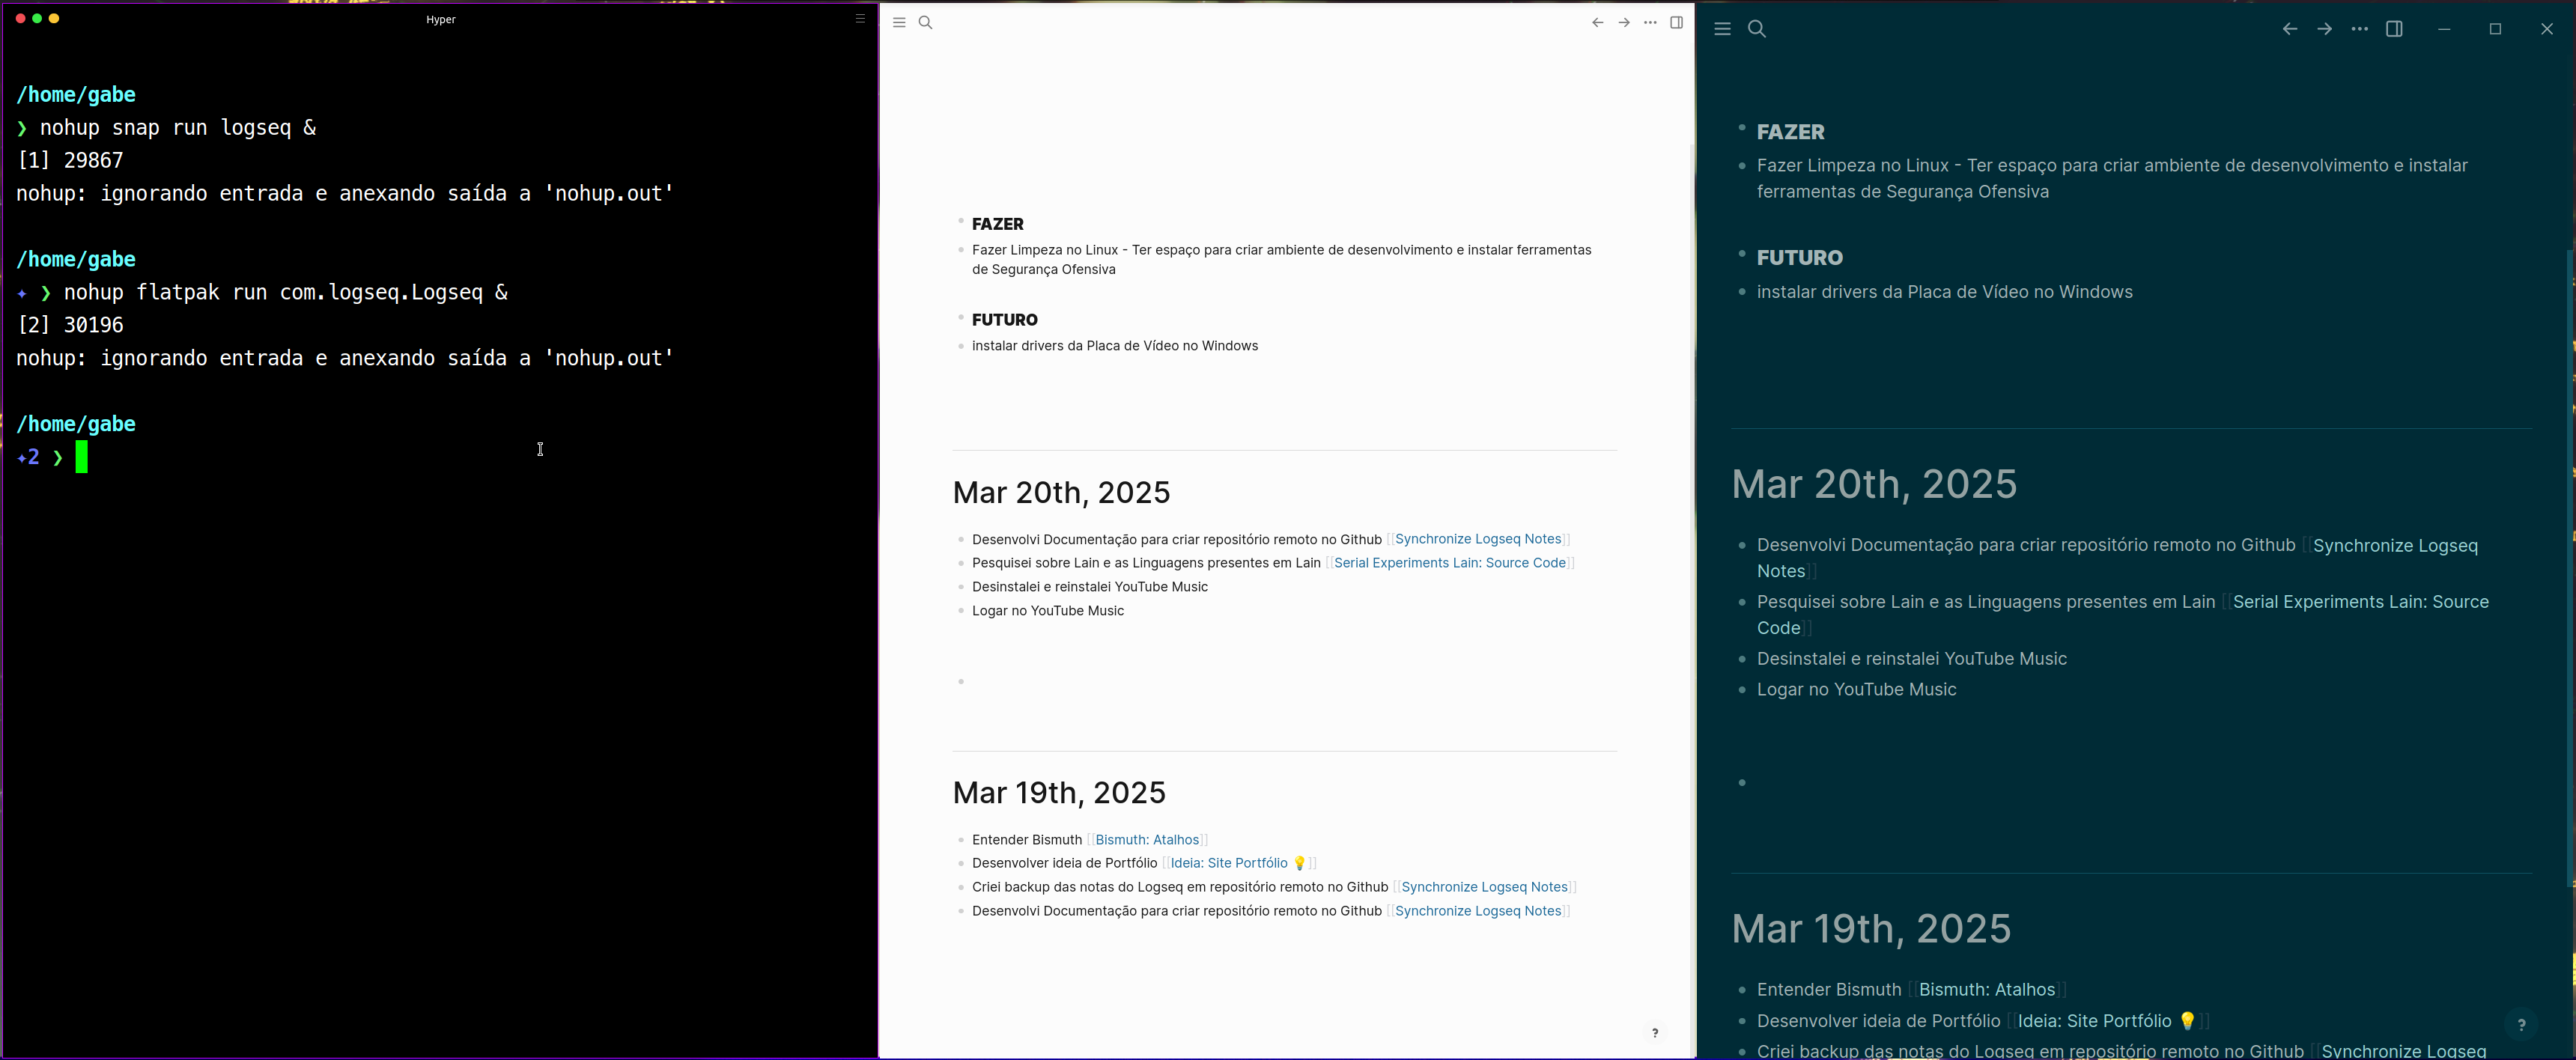 Hyper
/home/gabe
❯ nohup snap run logseq &
[1] 29867
nohup: ignorando entrada e anexando saída a 'nohup.out'
/home/gabe
✦ ❯ nohup flatpak run com.logseq.Logseq &
[2] 30196
nohup: ignorando entrada e anexando saída a 'nohup.out'
/home/gabe
✦2 ❯
FAZER
Fazer Limpeza no Linux - Ter espaço para criar ambiente de desenvolvimento e instalar ferramentas
de Segurança Ofensiva
FUTURO
instalar drivers da Placa de Vídeo no Windows
Mar 20th, 2025
Desenvolvi Documentação para criar repositório remoto no Github [[Synchronize Logseq Notes]]
Pesquisei sobre Lain e as Linguagens presentes em Lain [[Serial Experiments Lain: Source Code]]
Desinstalei e reinstalei YouTube Music
Logar no YouTube Music
Mar 19th, 2025
Entender Bismuth [[Bismuth: Atalhos]]
Desenvolver ideia de Portfólio [[Ideia: Site Portfólio 💡]]
Criei backup das notas do Logseq em repositório remoto no Github [[Synchronize Logseq Notes]]
Desenvolvi Documentação para criar repositório remoto no Github [[Synchronize Logseq Notes]]
?
FAZER
Fazer Limpeza no Linux - Ter espaço para criar ambiente de desenvolvimento e instalar
ferramentas de Segurança Ofensiva
FUTURO
instalar drivers da Placa de Vídeo no Windows
Mar 20th, 2025
Desenvolvi Documentação para criar repositório remoto no Github [[Synchronize Logseq
Notes]]
Pesquisei sobre Lain e as Linguagens presentes em Lain [[Serial Experiments Lain: Source
Code]]
Desinstalei e reinstalei YouTube Music
Logar no YouTube Music
Mar 19th, 2025
Entender Bismuth [[Bismuth: Atalhos]]
Desenvolver ideia de Portfólio [[Ideia: Site Portfólio 💡]]
Criei backup das notas do Logseq em repositório remoto no Github [[Synchronize Logseq
?